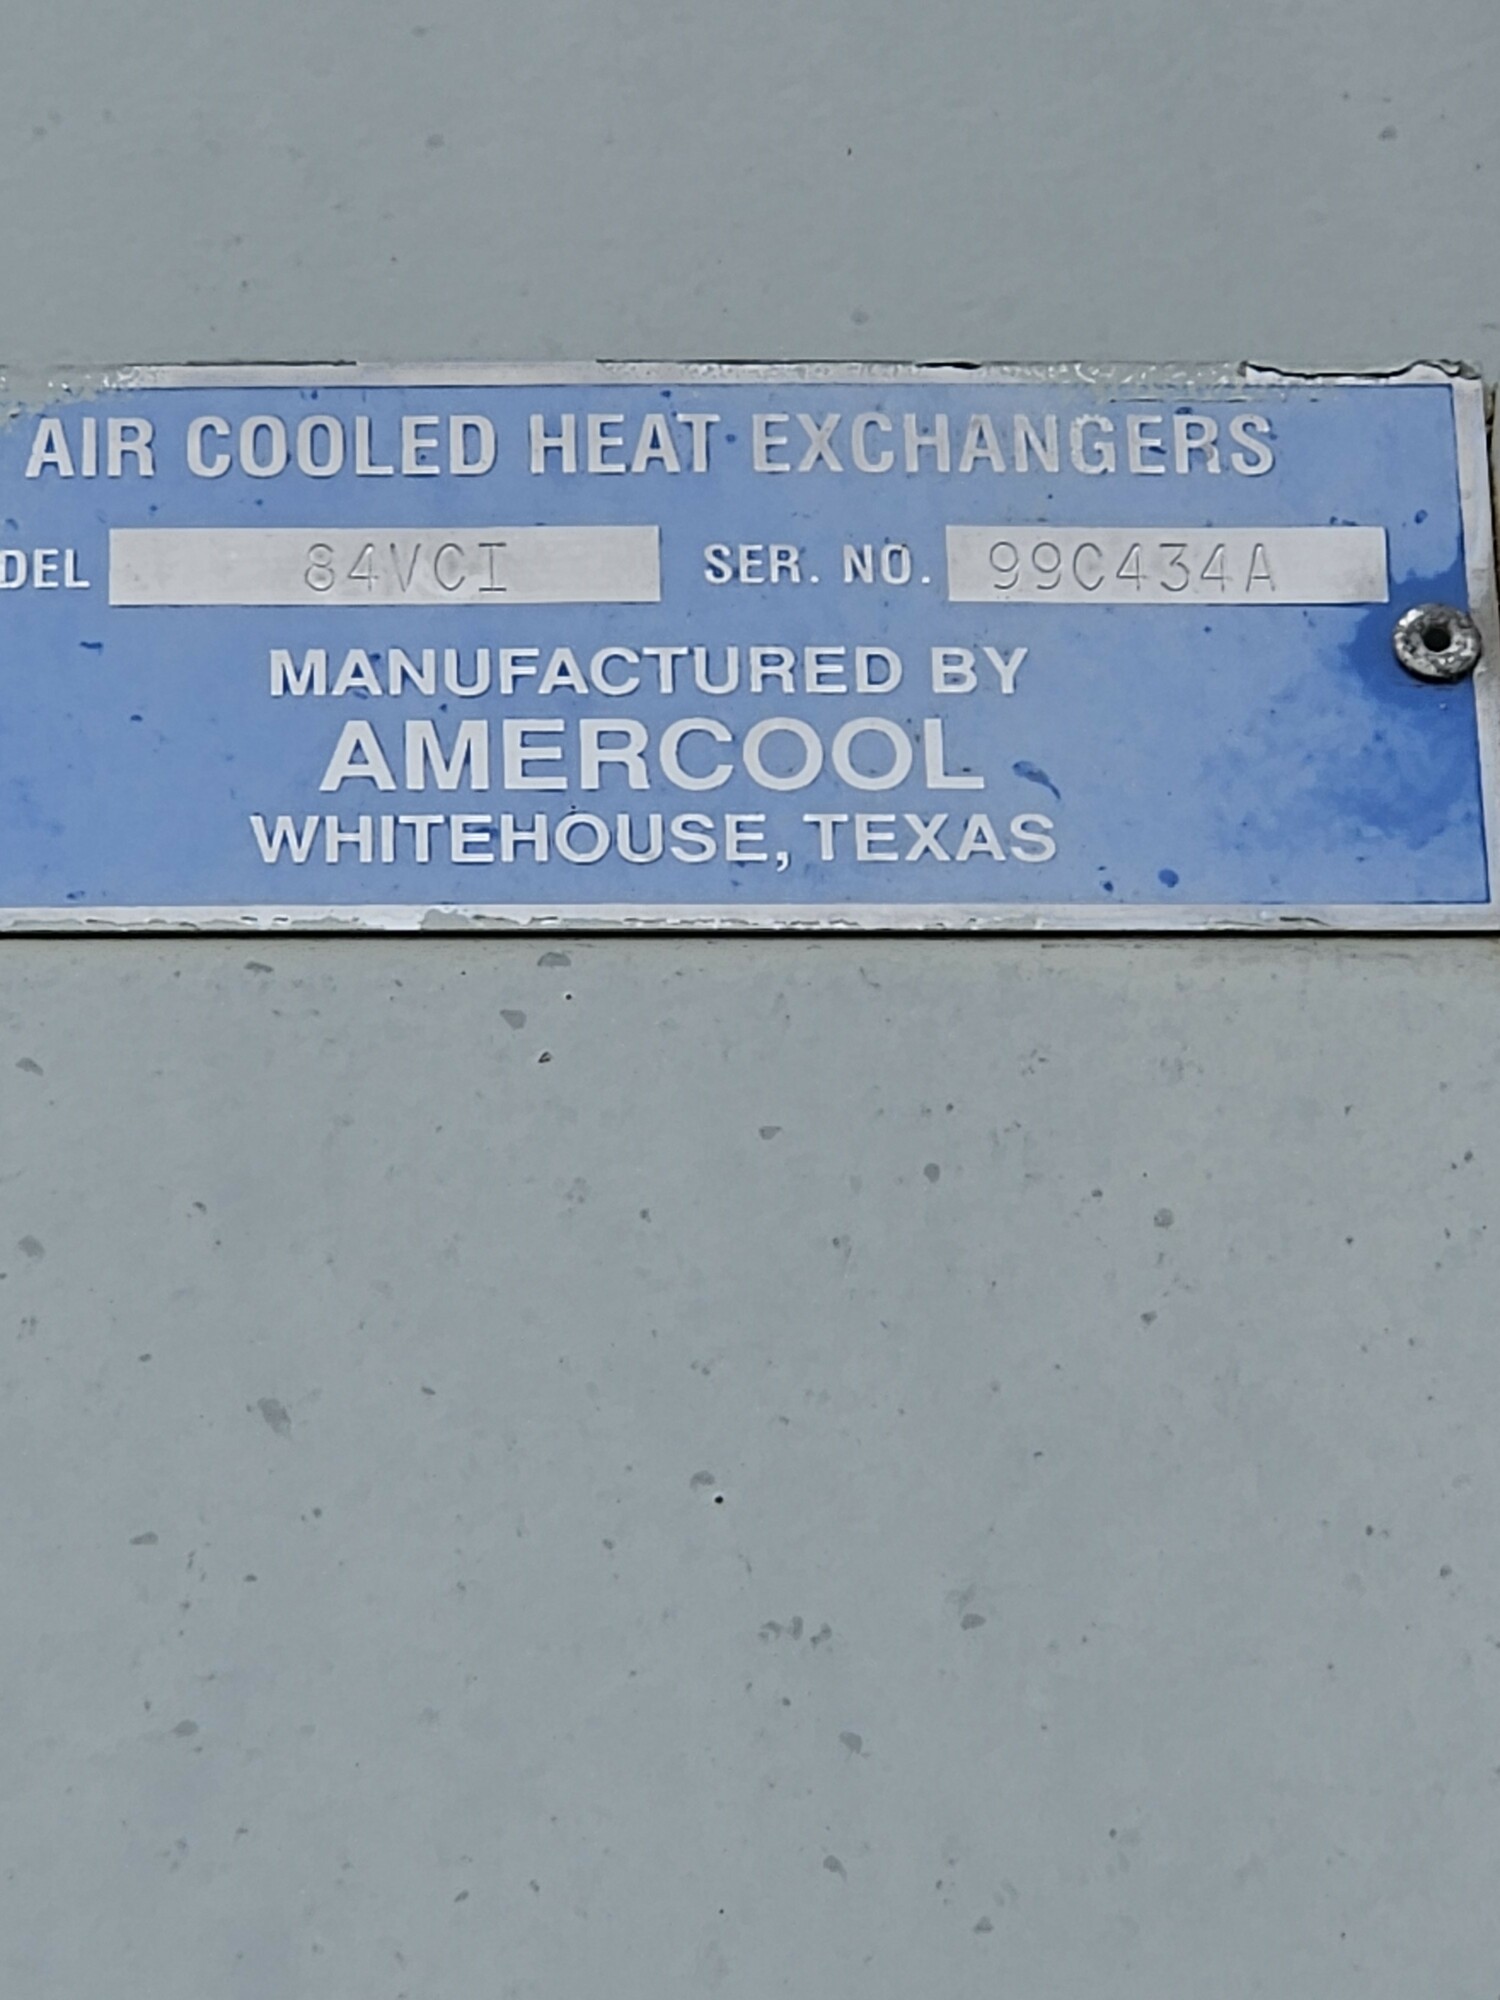 AIR COOLED HEAT EXCHANGERS
DEL 84VCI SER. NO. 99C434A
MANUFACTURED BY
AMERCOOL
WHITEHOUSE, TEXAS